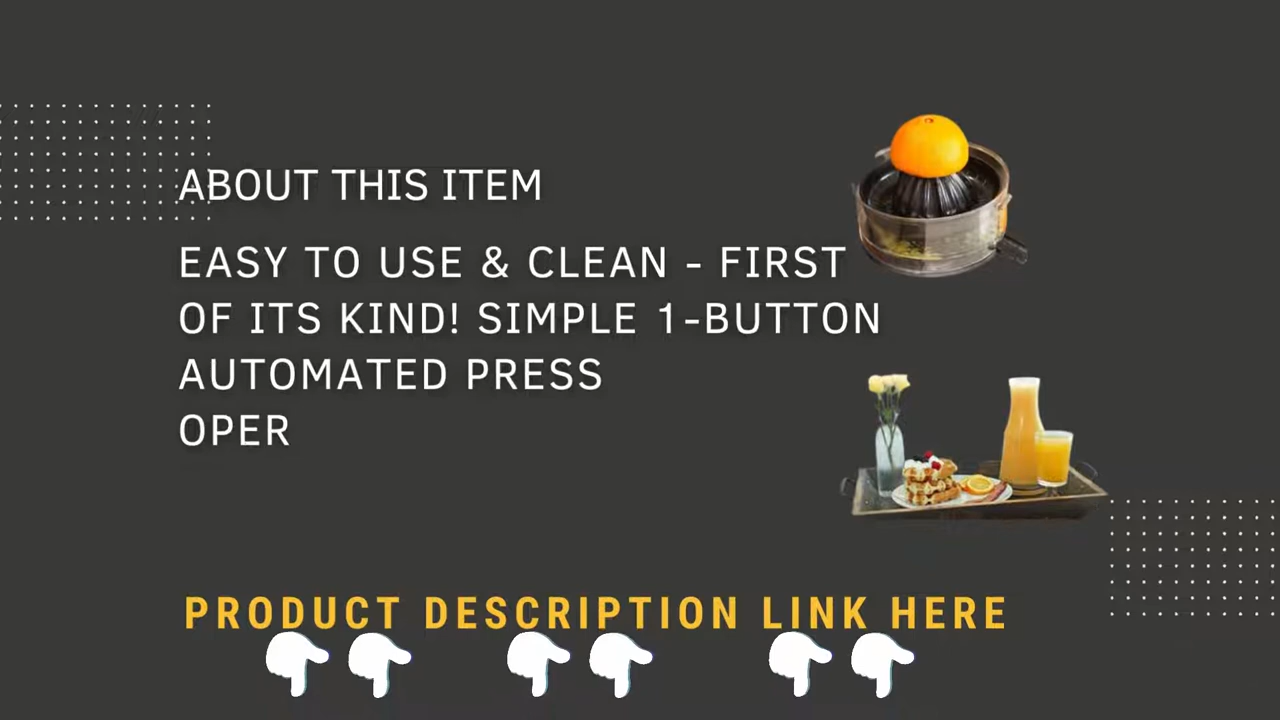 ABOUT THIS ITEM
EASY TO USE & CLEAN - FIRST
OF ITS KIND! SIMPLE 1-BUTTON
AUTOMATED PRESS
OPER
PRODUCT DESCRIPTION LINK HERE